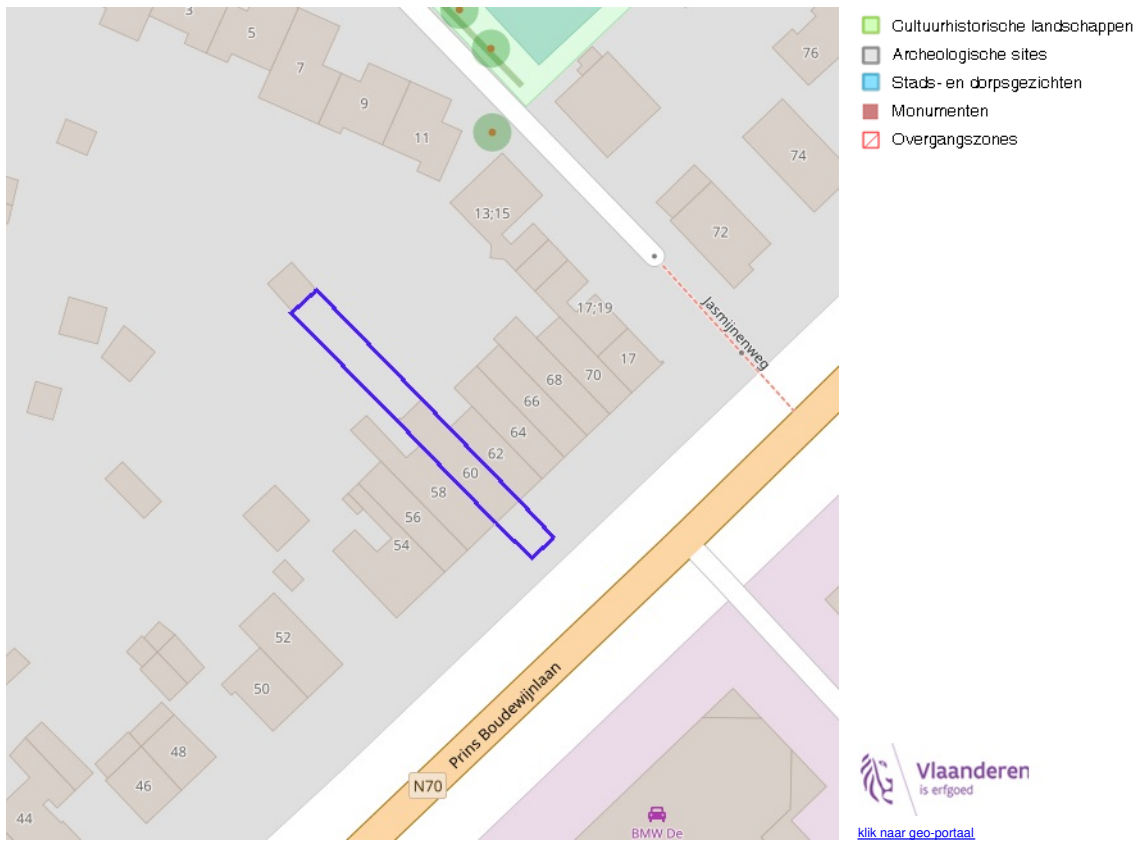 3
5
7
9
11
76
74
72
13;15
17;19
17
70
68
66
64
62
60
58
56
54
52
50
48
46
44
Jasmijnenweg
Prins Boudewijnlaan
N70
BMW De
Cultuurhistorische landschappen
Archeologische sites
Stads- en dorpsgezichten
Monumenten
Overgangszones
Vlaanderen
is erfgoed
klik naar geo-portaal